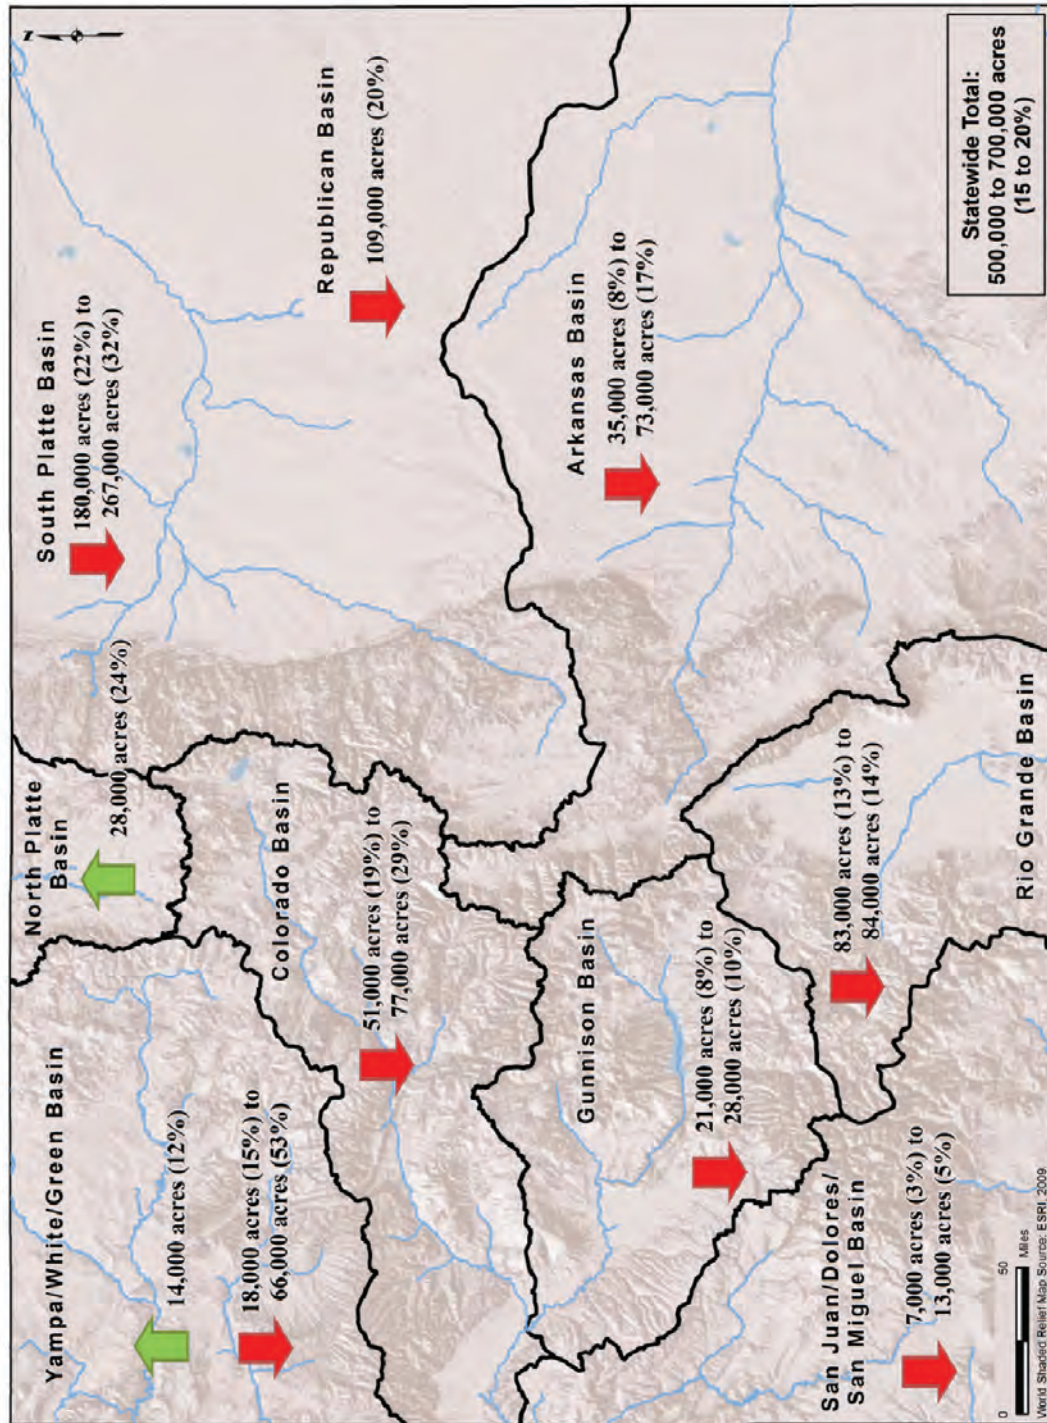 Yampa/White/Green Basin
14,000 acres (12%)
18,000 acres (15%) to
66,000 acres (53%)
North Platte
Basin
28,000 acres (24%)
South Platte Basin
180,000 acres (22%) to
267,000 acres (32%)
Republican Basin
109,000 acres (20%)
Colorado Basin
51,000 acres (19%) to
77,000 acres (29%)
Gunnison Basin
21,000 acres (8%) to
28,000 acres (10%)
Arkansas Basin
35,000 acres (8%) to
73,000 acres (17%)
San Juan/Dolores/
San Miguel Basin
7,000 acres (3%) to
13,000 acres (5%)
83,000 acres (13%) to
84,000 acres (14%)
Rio Grande Basin
Statewide Total:
500,000 to 700,000 acres
(15 to 20%)
0 50
Miles
World Shaded Relief Map Source: ESRI, 2009.
N